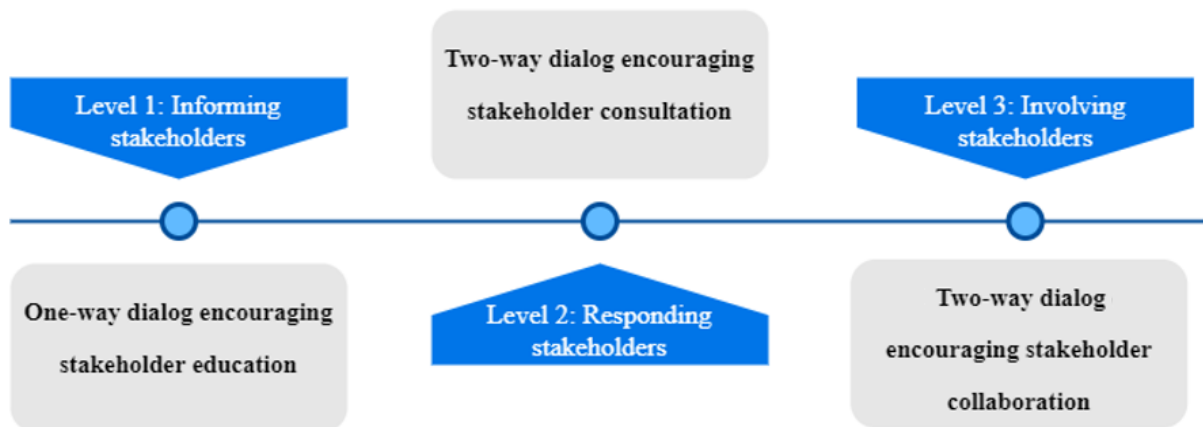 Level 1: Informing
stakeholders
One-way dialog encouraging
stakeholder education
Two-way dialog encouraging
stakeholder consultation
Level 2: Responding
stakeholders
Level 3: Involving
stakeholders
Two-way dialog
encouraging stakeholder
collaboration